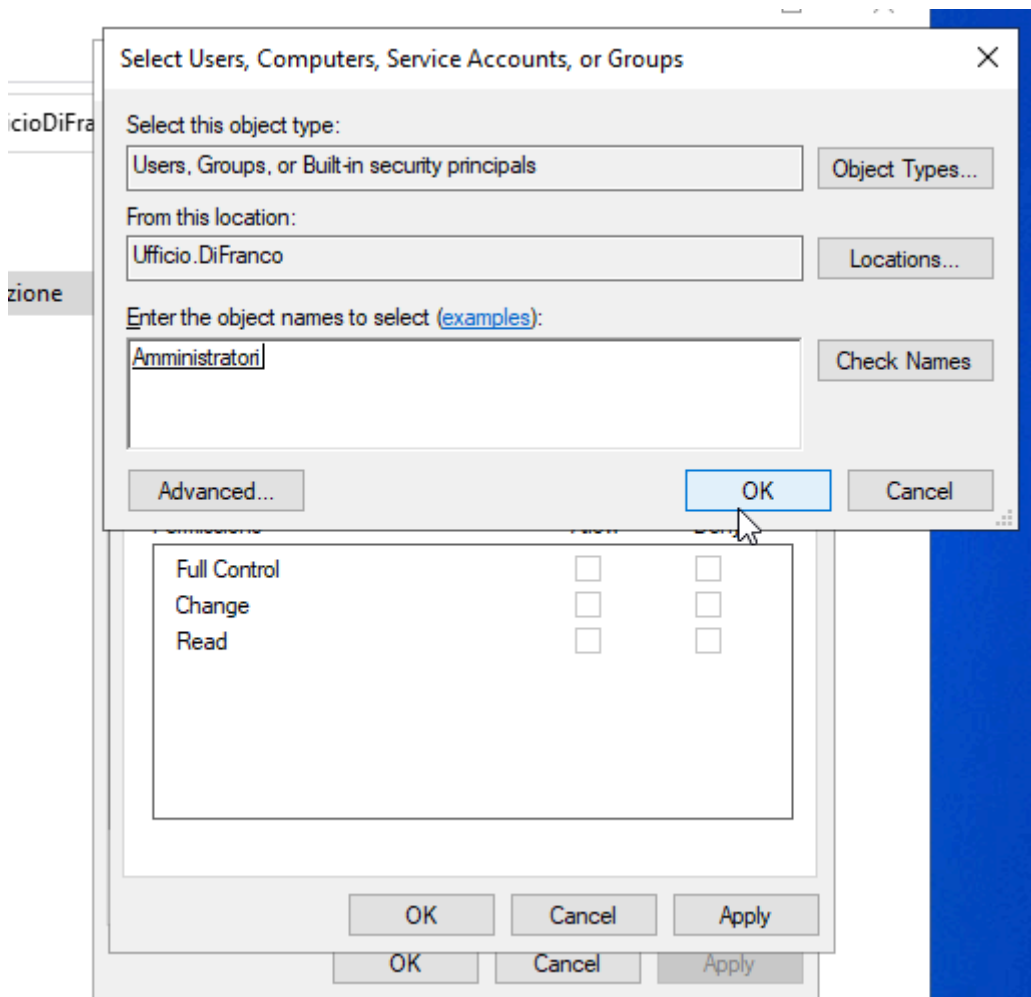 Select Users, Computers, Service Accounts, or Groups
icioDiFra
Select this object type:
Users, Groups, or Built-in security principals
Object Types...
From this location:
Ufficio.DiFranco
Locations...
zione
Enter the object names to select (examples):
Amministratori
Check Names
Advanced...
OK
Cancel
Full Control
Change
Read
OK
Cancel
Apply
OK
Cancel
Apply